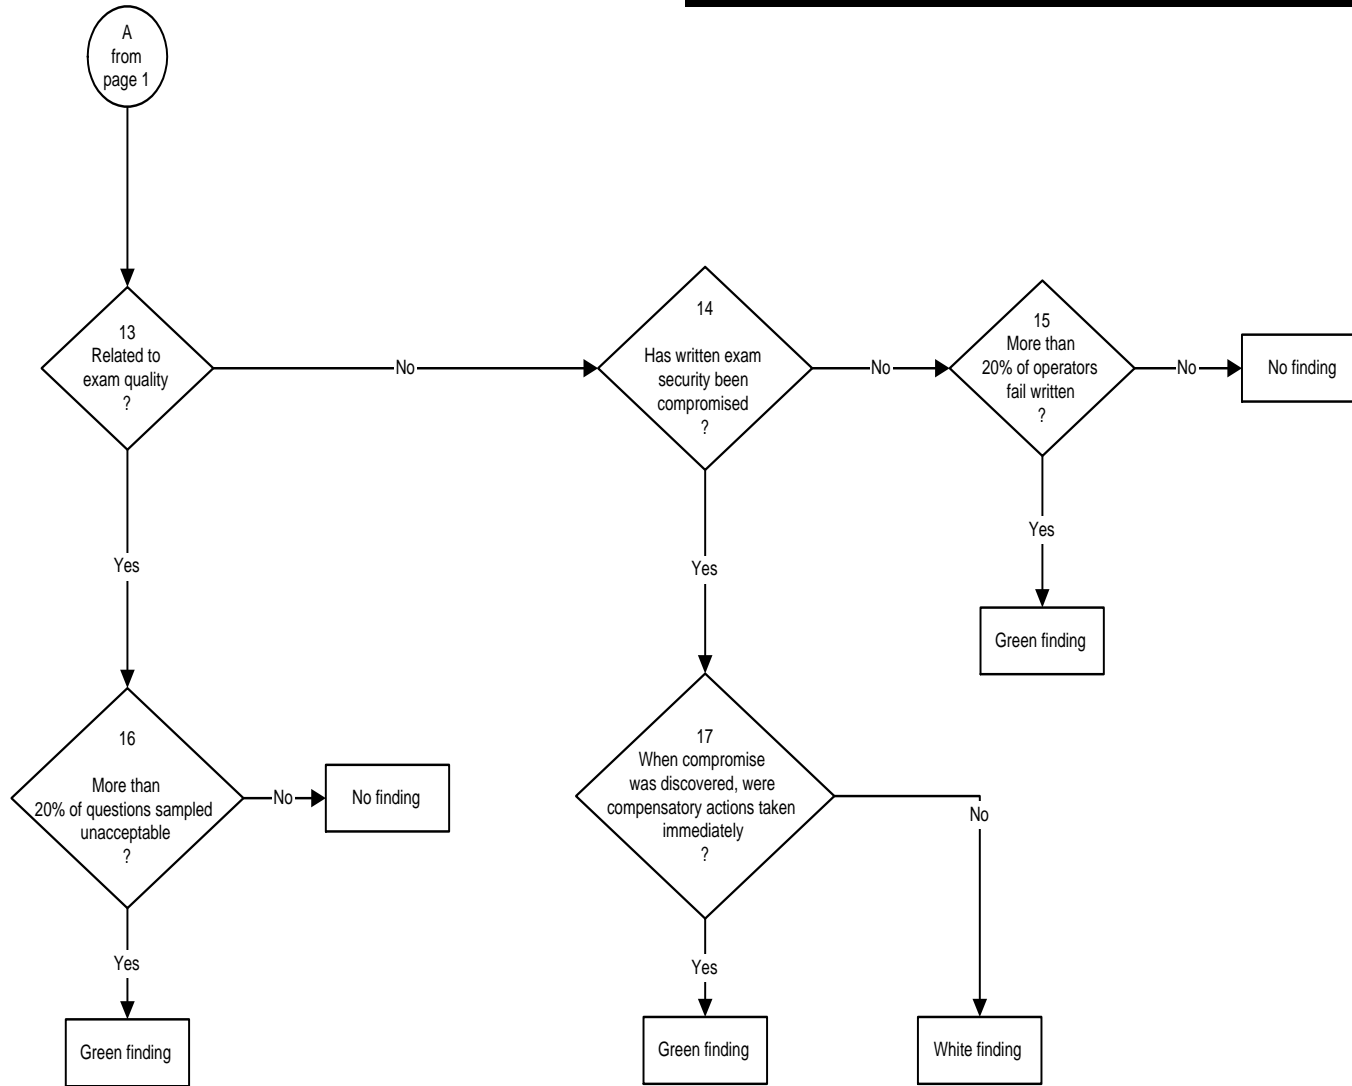 A
from
page 1
13
Related to
exam quality
?
No
14
Has written exam
security been
compromised
?
No
15
More than
20% of operators
fail written
?
No
No finding
Yes
Green finding
Yes
Yes
16
More than
20% of questions sampled
unacceptable
?
No
No finding
17
When compromise
was discovered, were
compensatory actions taken
immediately
?
No
Yes
Green finding
Yes
Green finding
White finding